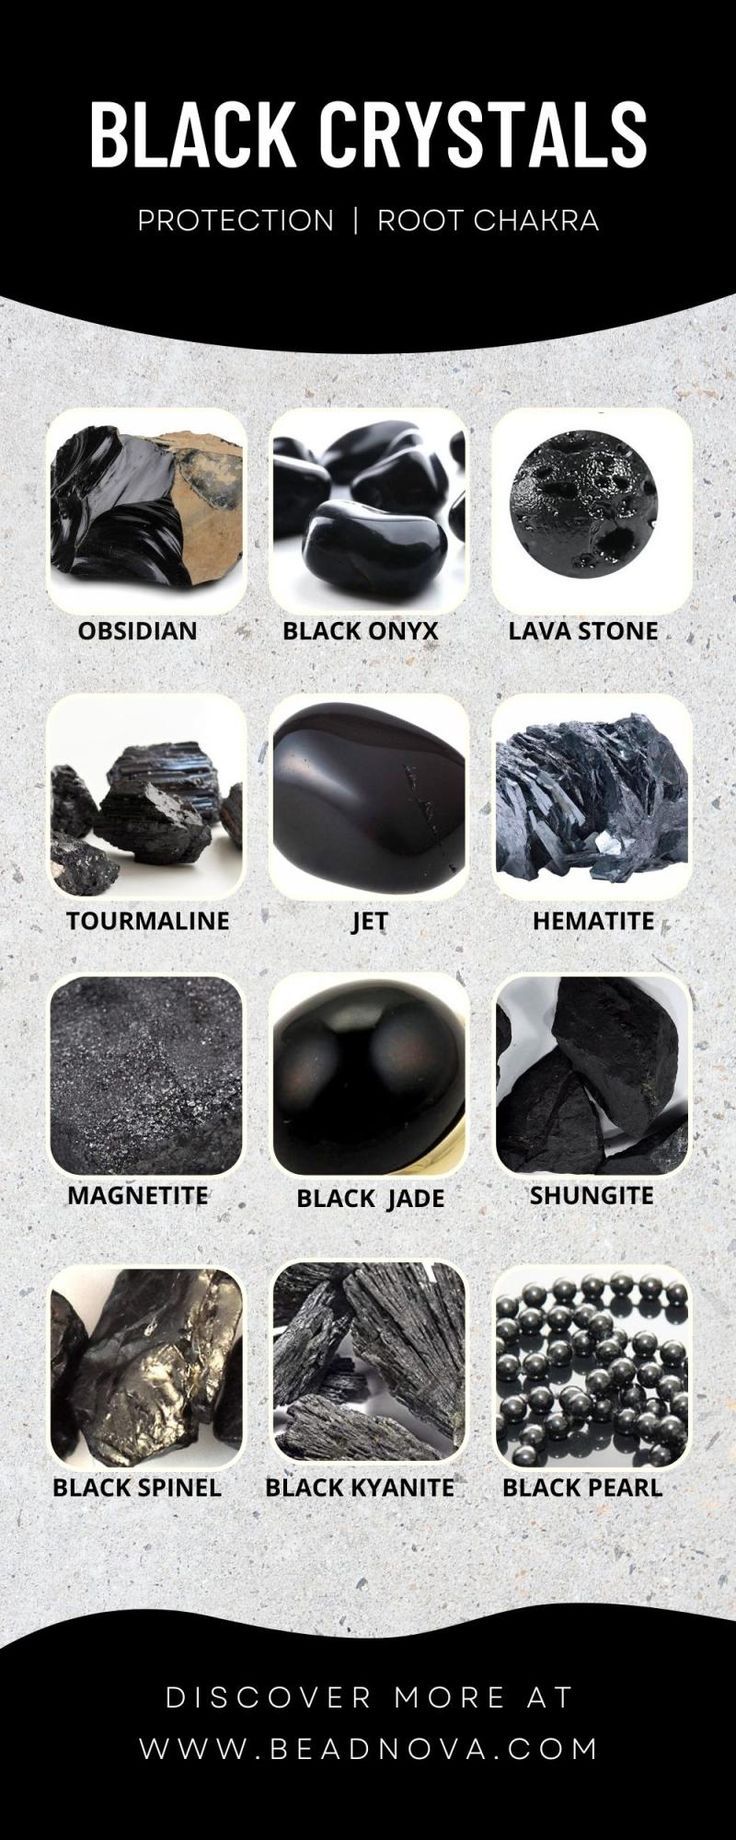 BLACK CRYSTALS
PROTECTION | ROOT CHAKRA
OBSIDIAN
BLACK ONYX
LAVA STONE
TOURMALINE
JET
HEMATITE
MAGNETITE
BLACK JADE
SHUNGITE
BLACK SPINEL
BLACK KYANITE
BLACK PEARL
DISCOVER MORE AT
WWW.BEADNOVA.COM